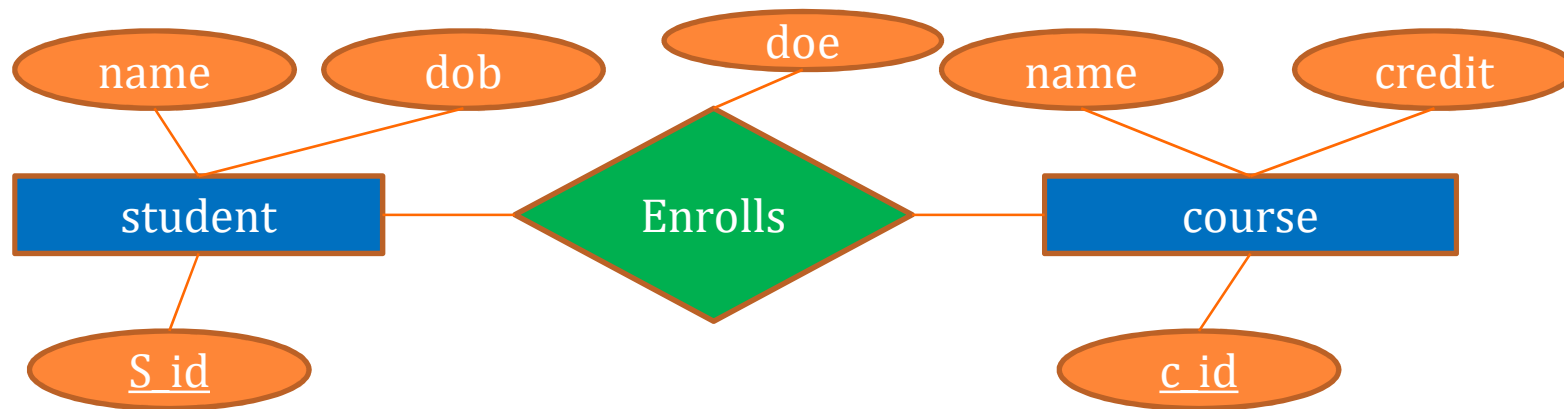 name
dob
doe
name
credit
student
Enrolls
course
S_id
c_id